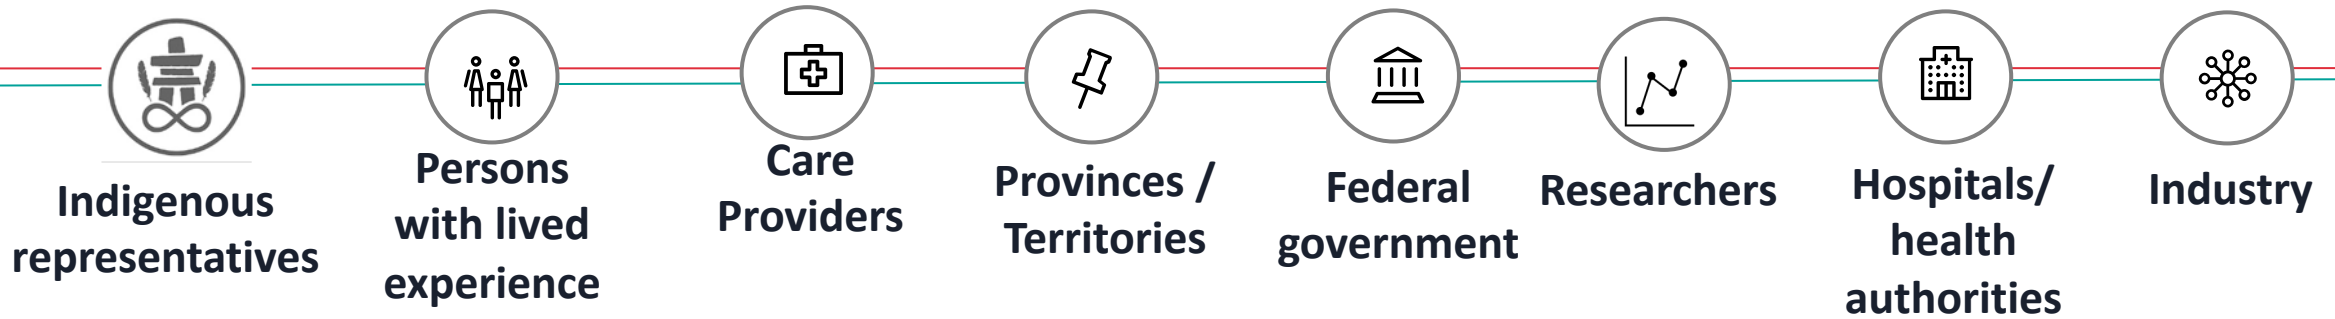 Indigenous
representatives
Persons
with lived
experience
Care
Providers
Provinces /
Territories
Federal
government
Researchers
Hospitals/
health
authorities
Industry